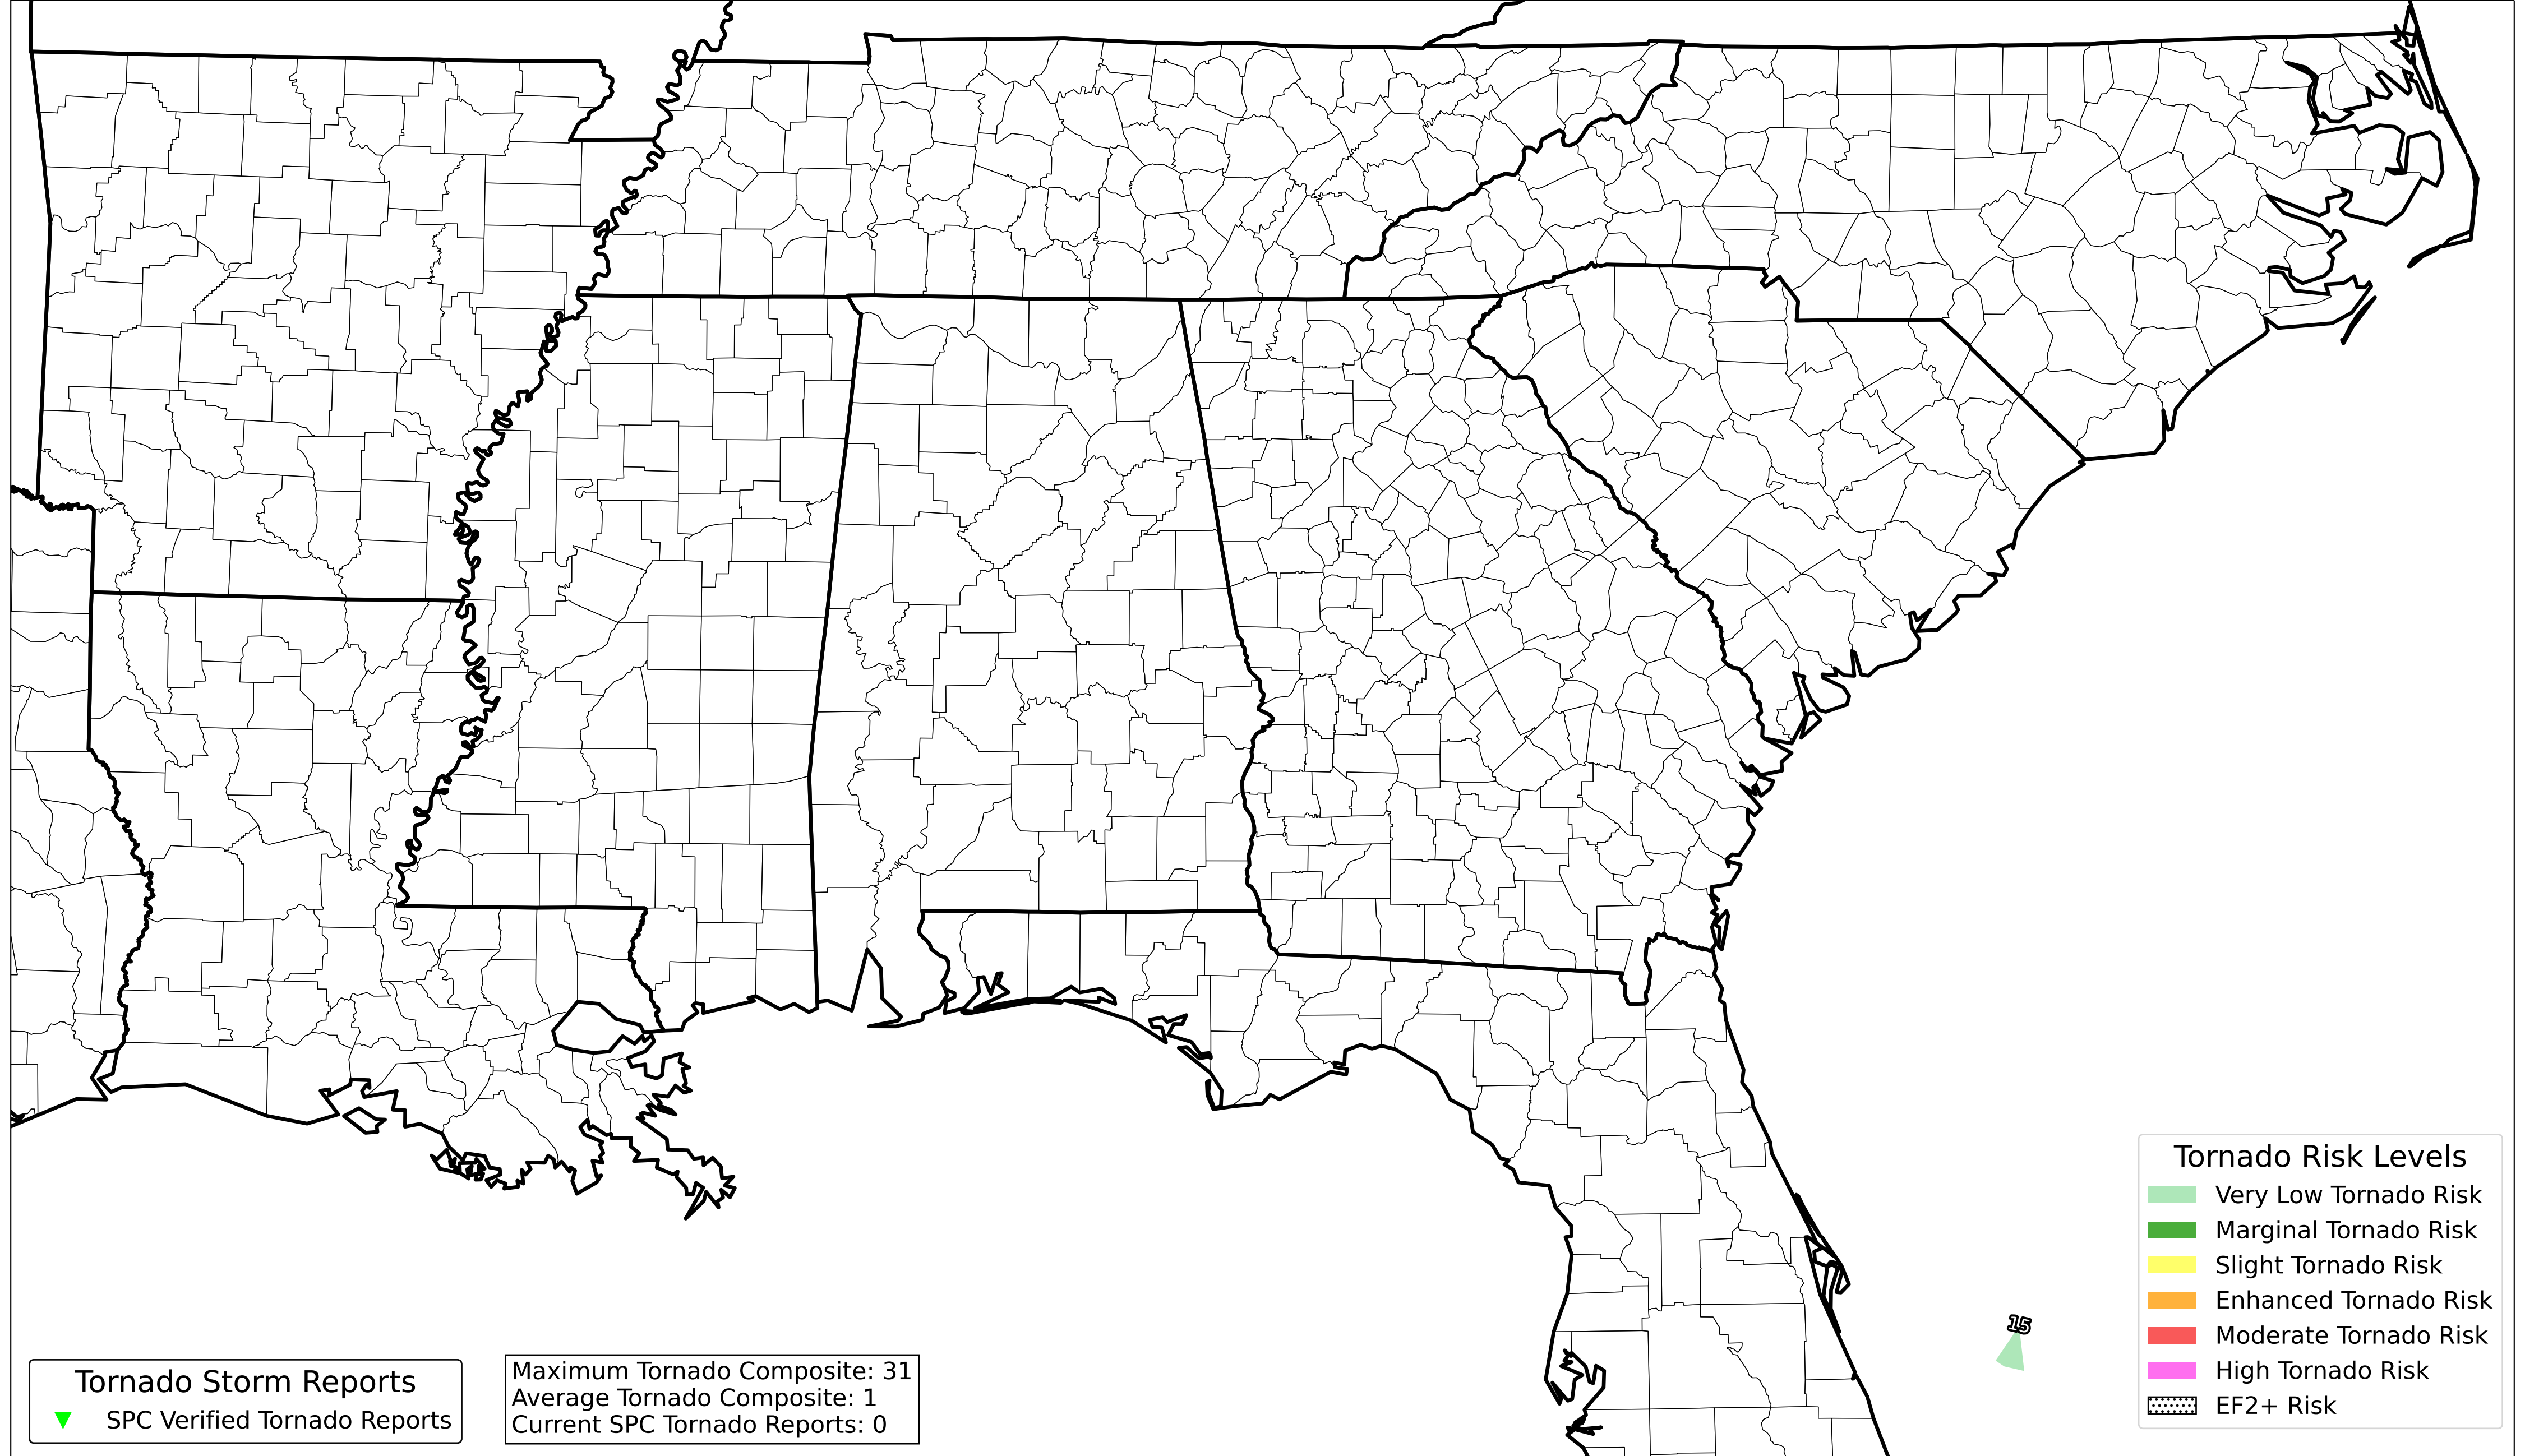 15
Tornado Risk Levels
Very Low Tornado Risk
Marginal Tornado Risk
Slight Tornado Risk
Enhanced Tornado Risk
Moderate Tornado Risk
High Tornado Risk
EF2+ Risk
Tornado Storm Reports
SPC Verified Tornado Reports
Maximum Tornado Composite: 31
Average Tornado Composite: 1
Current SPC Tornado Reports: 0